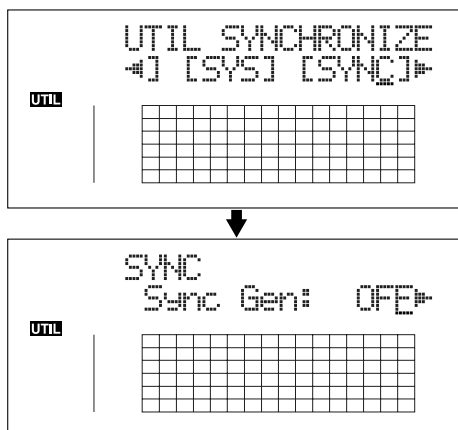 UTIL SYNCHRONIZE
◄] [SYS] [SYNC]►
UTIL
SYNC
Sync Gen: OFF►
UTIL